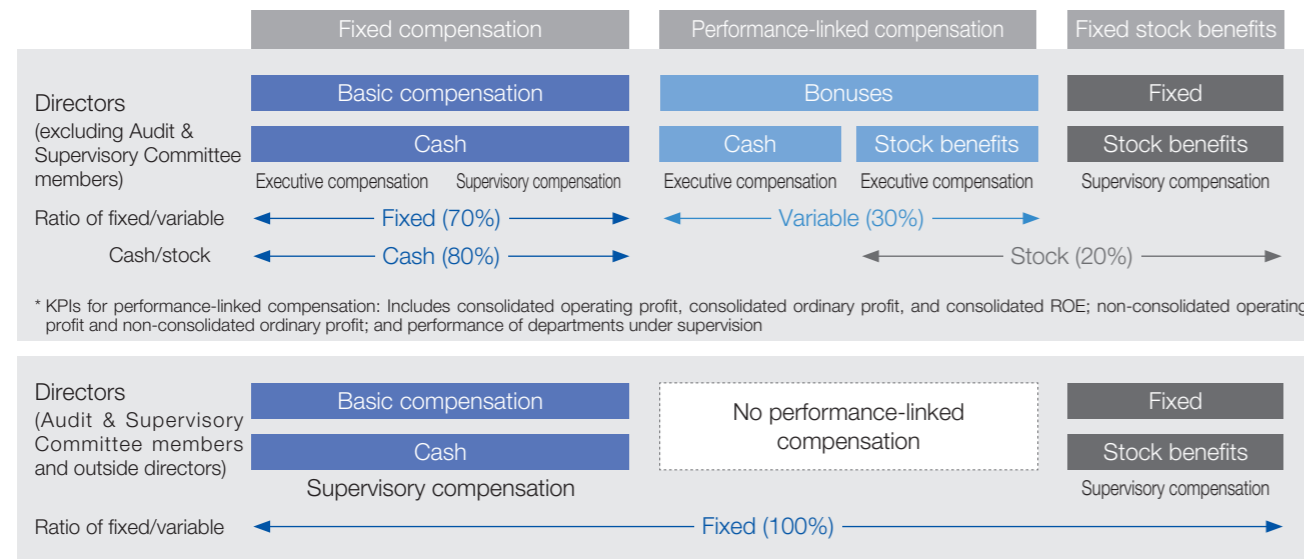 Fixed compensation Performance-linked compensation Fixed stock benefits
Directors
(excluding Audit &
Supervisory Committee
members)
Basic compensation Bonuses Fixed
Cash Cash Stock benefits Stock benefits
Executive compensation Supervisory compensation Executive compensation Executive compensation Supervisory compensation
Ratio of fixed/variable Fixed (70%) Variable (30%)
Cash/stock Cash (80%) Stock (20%)
* KPIs for performance-linked compensation: Includes consolidated operating profit, consolidated ordinary profit, and consolidated ROE; non-consolidated operating
profit and non-consolidated ordinary profit; and performance of departments under supervision
Directors
(Audit & Supervisory
Committee members
and outside directors)
Basic compensation No performance-linked Fixed
Cash compensation Stock benefits
Supervisory compensation Supervisory compensation
Ratio of fixed/variable Fixed (100%)